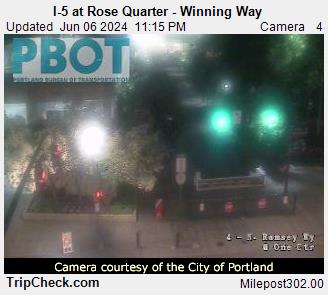 I-5 at Rose Quarter - Winning Way
Updated Jun 06 2024 11:15 PM Camera 4
PBOT
PORTLAND BUREAU OF TRANSPORTATION
4 - N. Ramsey Wy
@ One Ctr
Camera courtesy of the City of Portland
TripCheck.com Milepost302.00